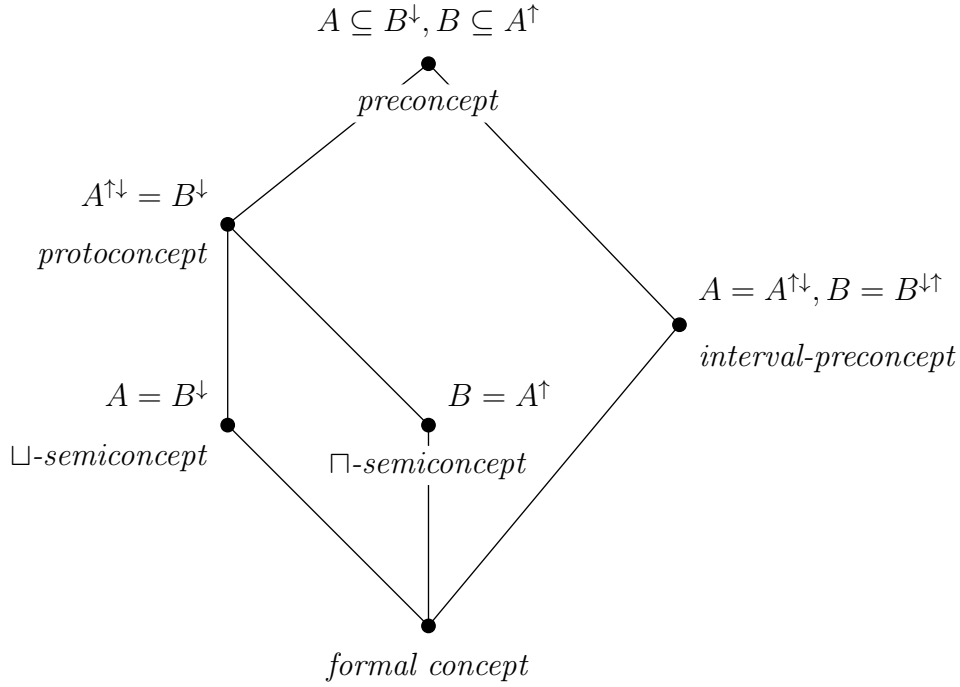 A ⊆ B↓, B ⊆ A↑
preconcept
A↑↓ = B↓
protoconcept
A = A↑↓, B = B↓↑
interval-preconcept
A = B↓
⊔-semiconcept
B = A↑
⊓-semiconcept
formal concept